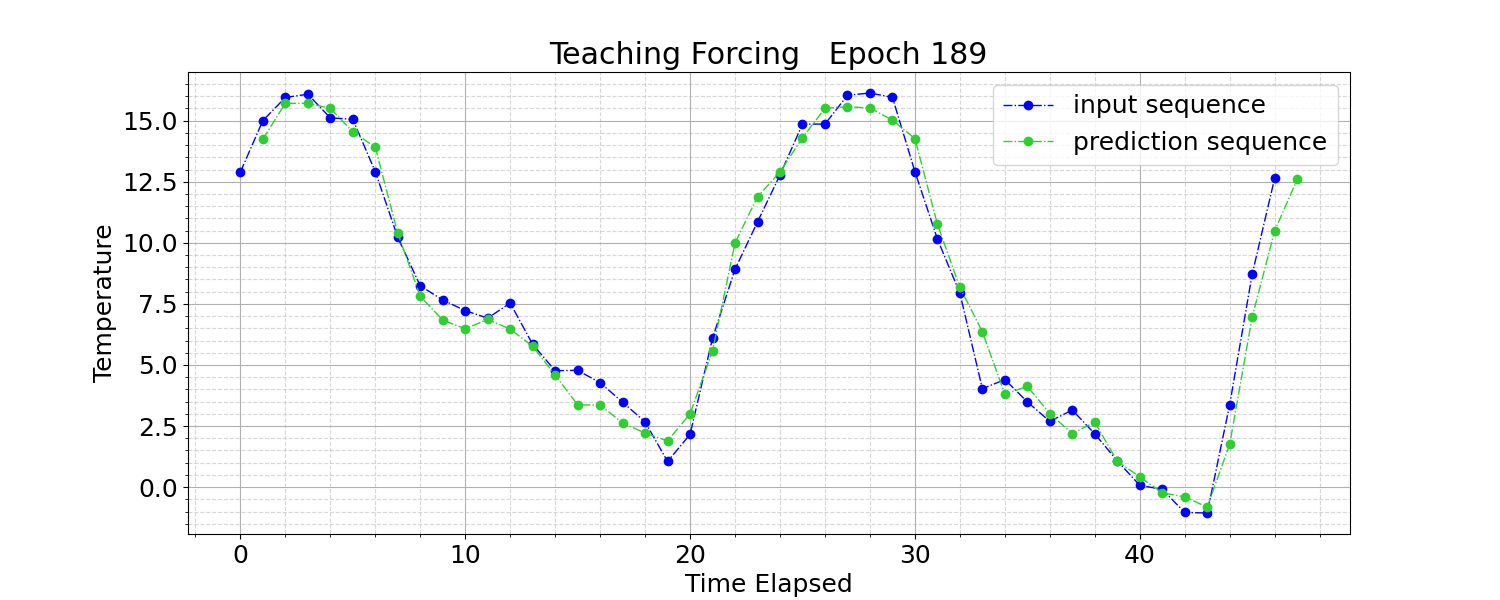 Teaching Forcing   Epoch 189
input sequence
prediction sequence
Temperature
15.0
12.5
10.0
7.5
5.0
2.5
0.0
0 10 20 30 40
Time Elapsed